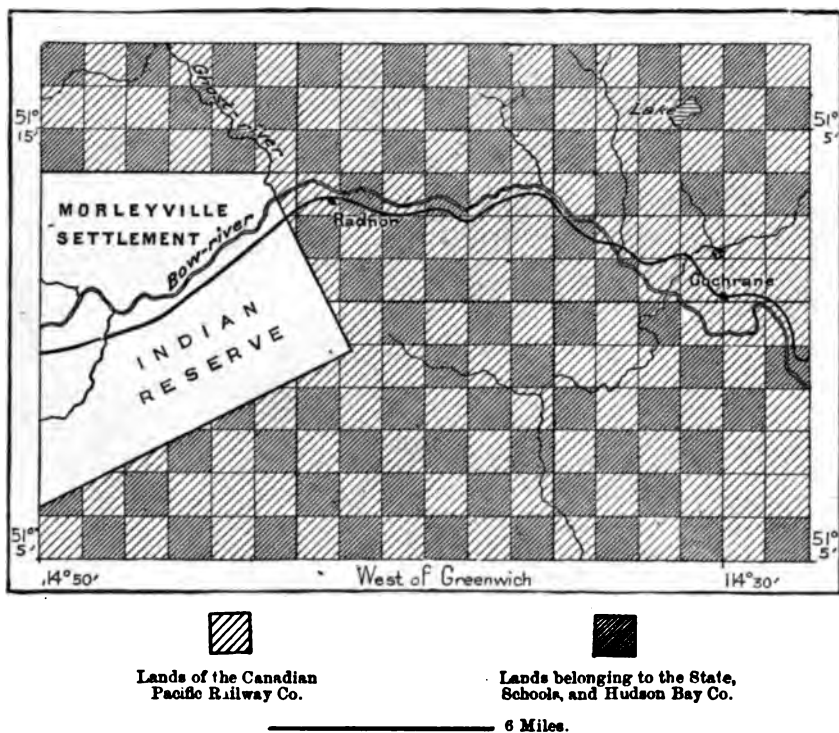 Ghost-river
Lake
51°
15'
51°
5'
MORLEYVILLE
SETTLEMENT
Bow-river
Radnor
Cochrane
INDIAN
RESERVE
51°
5'
51°
5'
114°50'
West of Greenwich
114°30'
Lands of the Canadian
Pacific Railway Co.
Lands belonging to the State,
Schools, and Hudson Bay Co.
6 Miles.